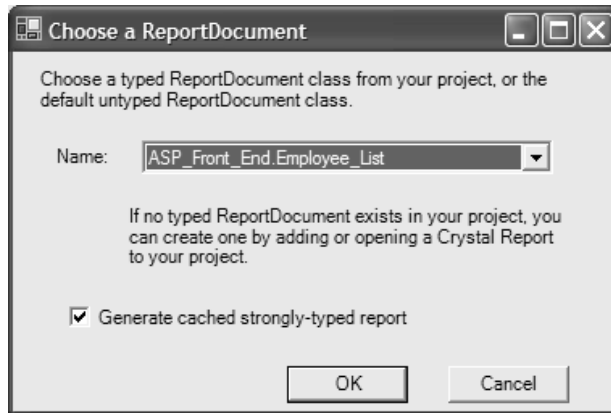 Choose a ReportDocument
Choose a typed ReportDocument class from your project, or the
default untyped ReportDocument class.
Name:
ASP_Front_End.Employee_List
If no typed ReportDocument exists in your project, you
can create one by adding or opening a Crystal Report
to your project.
Generate cached strongly-typed report
OK
Cancel